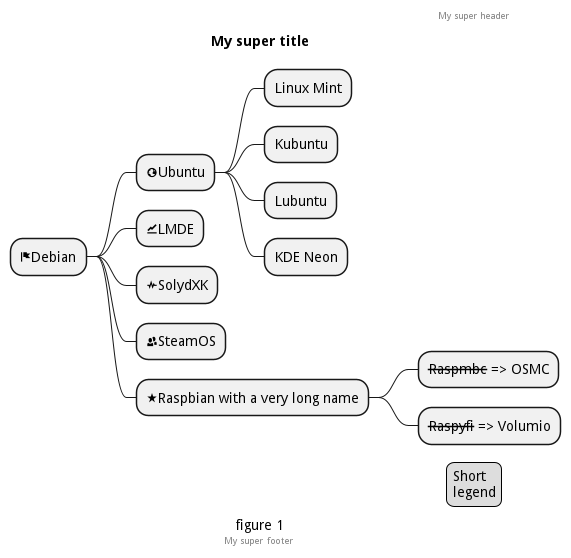 My super header
My super title
Linux Mint
Kubuntu
Ubuntu
Lubuntu
LMDE
KDE Neon
Debian
SolydXK
SteamOS
Raspbian with a very long name
Raspmbc => OSMC
Raspyfi => Volumio
Short
legend
figure 1
My super footer